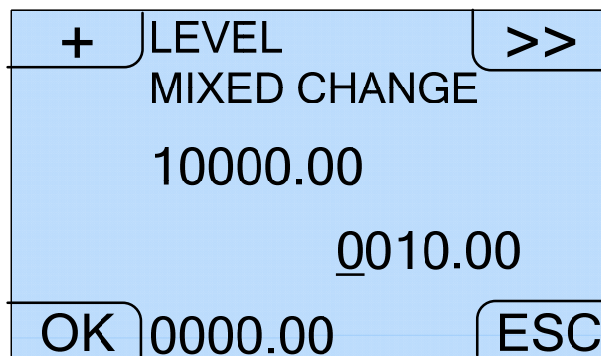 + LEVEL >>
MIXED CHANGE
10000.00
0010.00
OK 0000.00 ESC